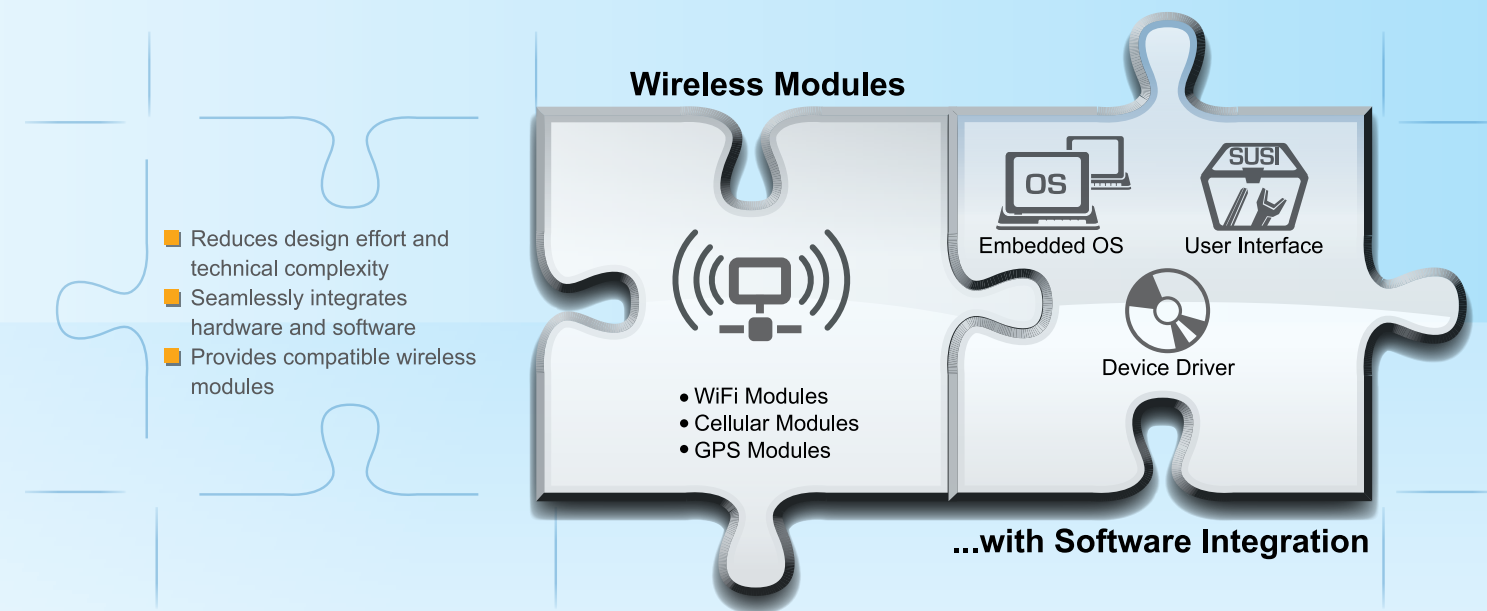 Wireless Modules
Reduces design effort and
technical complexity
Seamlessly integrates
hardware and software
Provides compatible wireless
modules
• WiFi Modules
• Cellular Modules
• GPS Modules
OS
Embedded OS
SUSI
User Interface
Device Driver
...with Software Integration